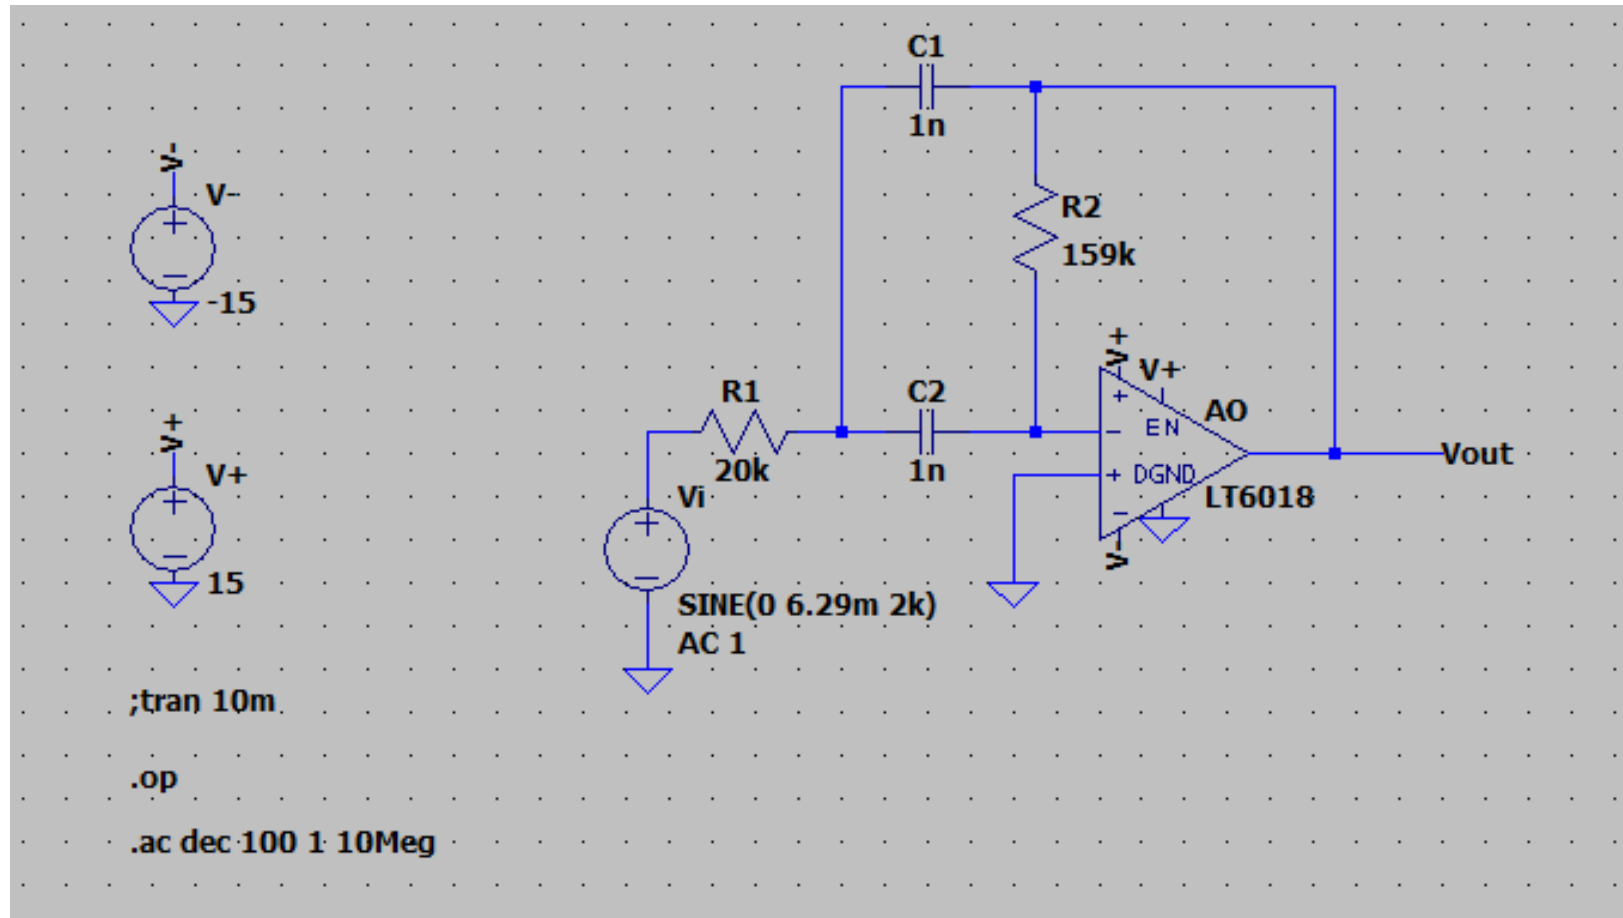 V-
V-
-15
V+
V+
15
;tran 10m
.op
.ac dec 100 1 10Meg
C1
1n
R2
159k
R1
20k
C2
1n
Vi
SINE(0 6.29m 2k)
AC 1
V+
V+
+
EN
AO
-
+
DGND
-
LT6018
V-
Vout